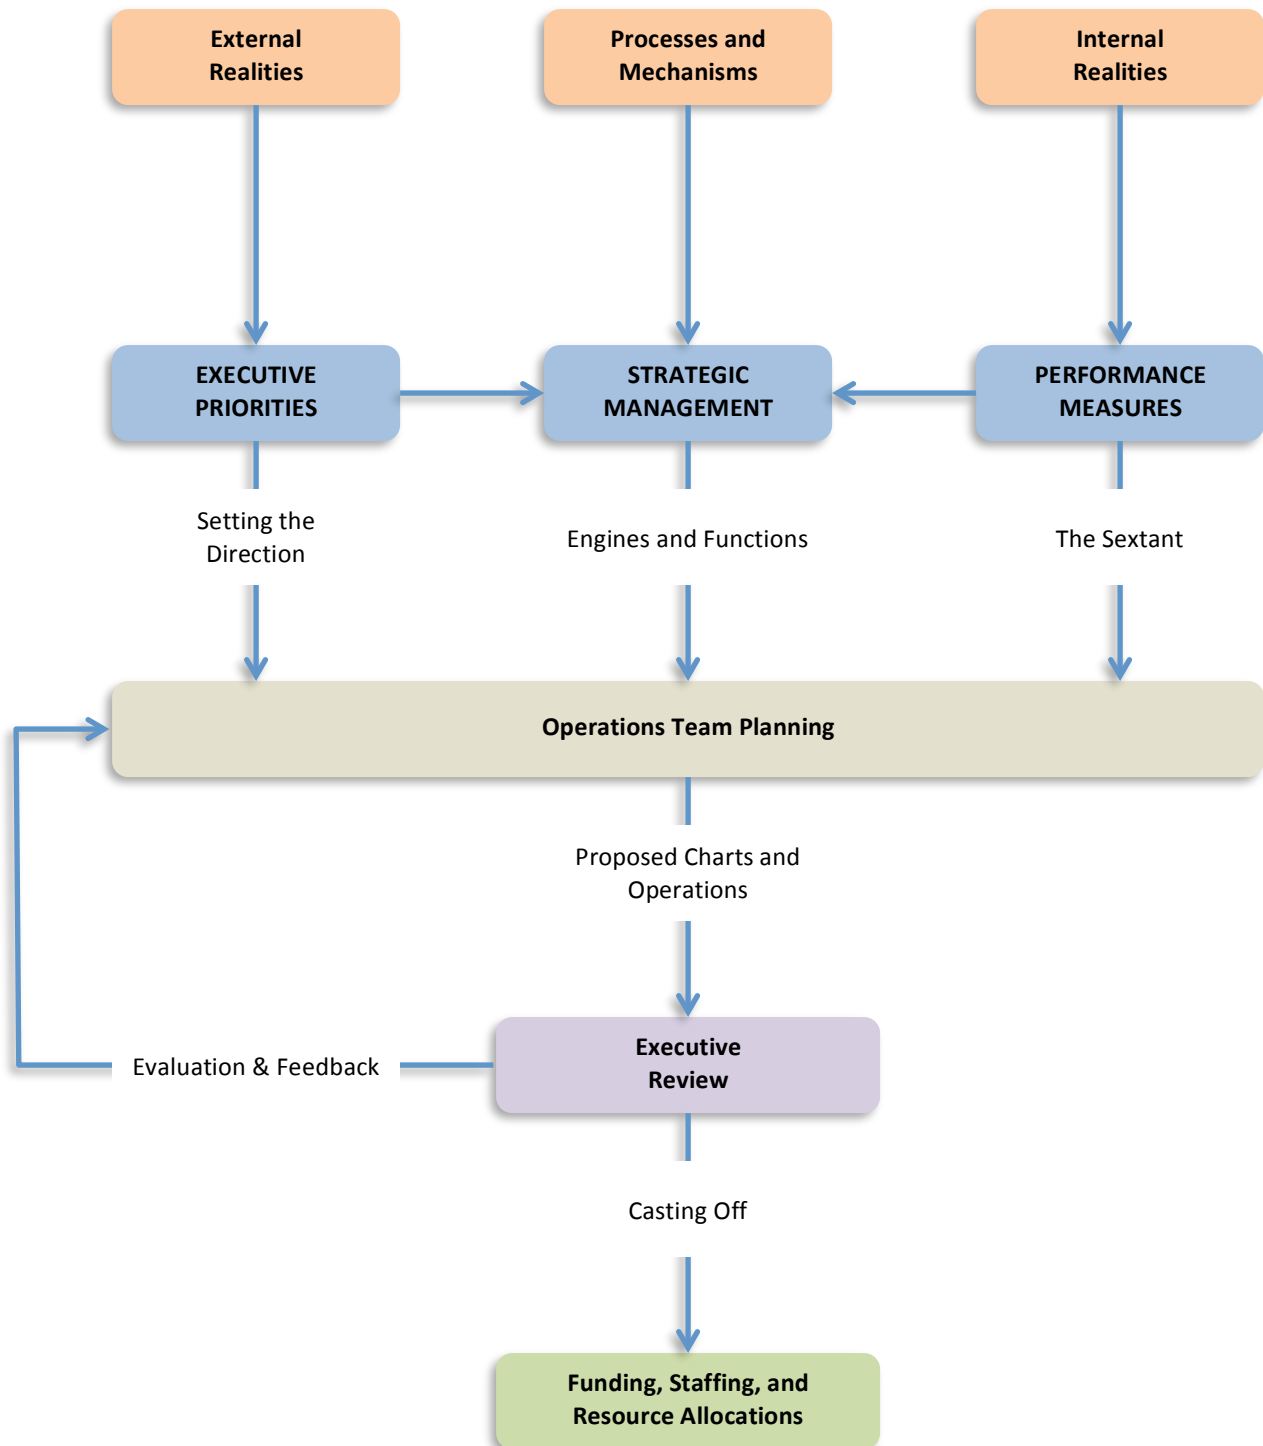 External
Realities
Processes and
Mechanisms
Internal
Realities
EXECUTIVE
PRIORITIES
STRATEGIC
MANAGEMENT
PERFORMANCE
MEASURES
Setting the
Direction
Engines and Functions
The Sextant
Operations Team Planning
Proposed Charts and
Operations
Evaluation & Feedback
Executive
Review
Casting Off
Funding, Staffing, and
Resource Allocations